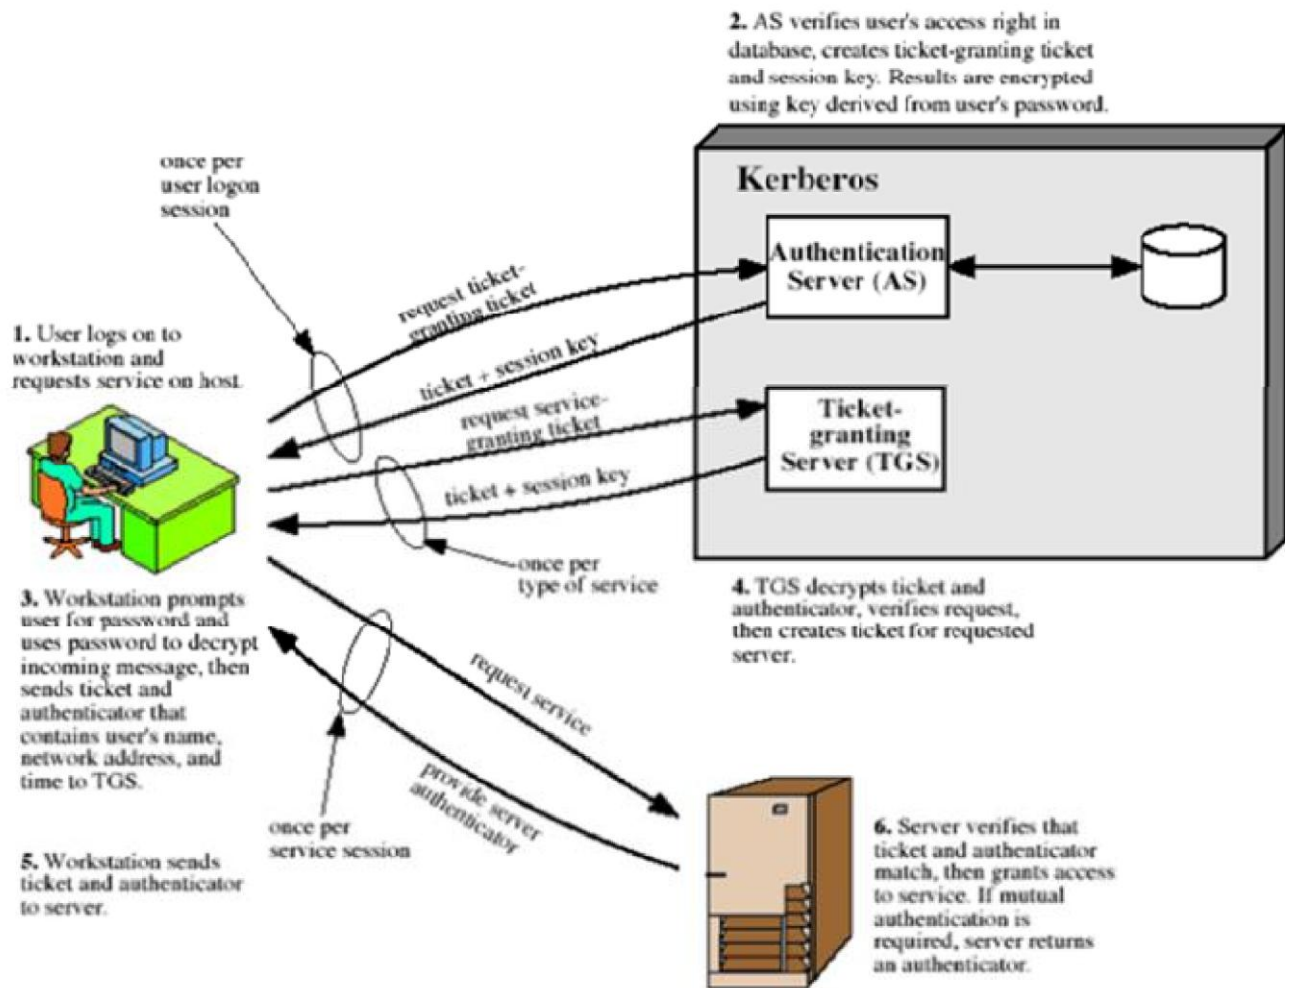 2. AS verifies user's access right in
database, creates ticket-granting ticket
and session key. Results are encrypted
using key derived from user's password.
once per
user logon
session
Kerberos
Authentication
Server (AS)
request ticket-
granting ticket
1. User logs on to
workstation and
requests service on host.
ticket + session key
request service-
granting ticket
Ticket-
granting
Server (TGS)
ticket + session key
once per
type of service
3. Workstation prompts
user for password and
uses password to decrypt
incoming message, then
sends ticket and
authenticator that
contains user's name,
network address, and
time to TGS.
4. TGS decrypts ticket and
authenticator, verifies request,
then creates ticket for requested
server.
request service
provide server
authenticator
once per
service session
5. Workstation sends
ticket and authenticator
to server.
6. Server verifies that
ticket and authenticator
match, then grants access
to service. If mutual
authentication is
required, server returns
an authenticator.